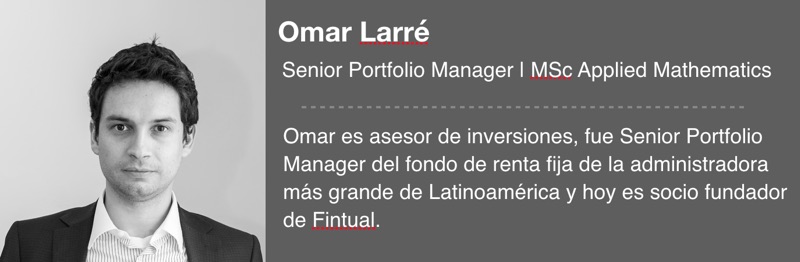 Omar Larré
Senior Portfolio Manager | MSc Applied Mathematics
Omar es asesor de inversiones, fue Senior Portfolio
Manager del fondo de renta fija de la administradora
más grande de Latinoamérica y hoy es socio fundador
de Fintual.